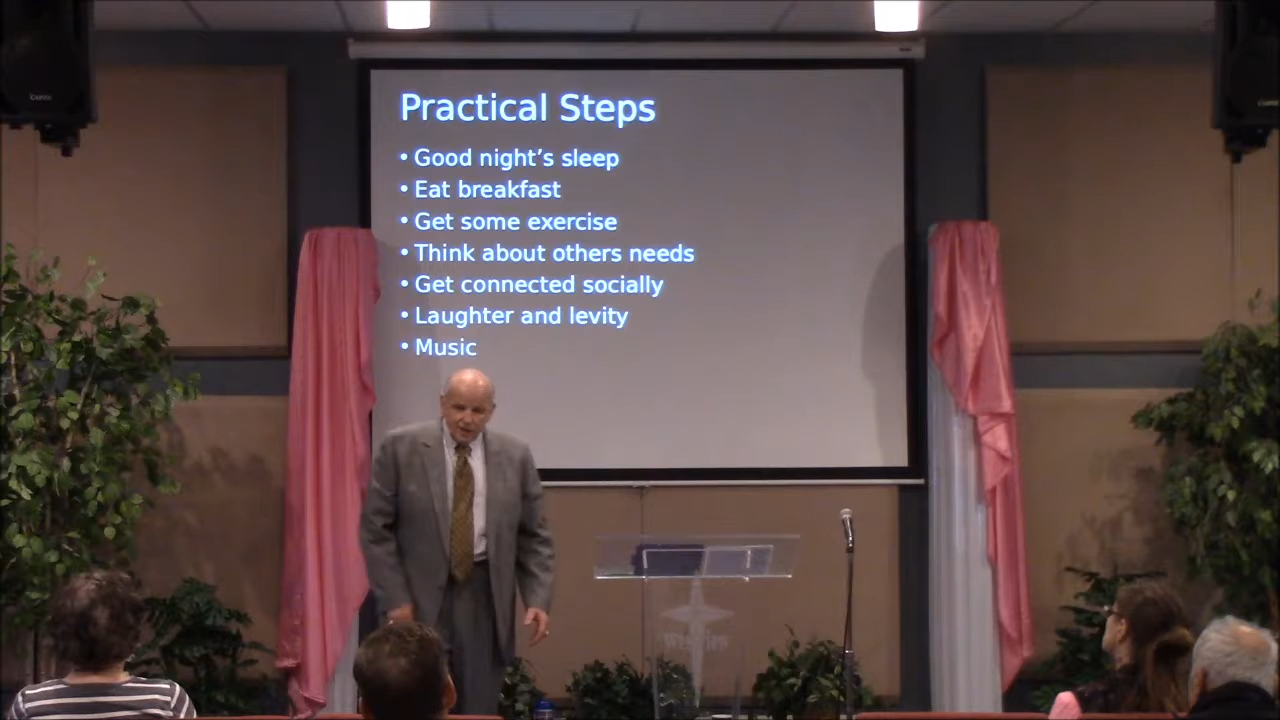 Practical Steps
• Good night’s sleep
• Eat breakfast
• Get some exercise
• Think about others needs
• Get connected socially
• Laughter and levity
• Music